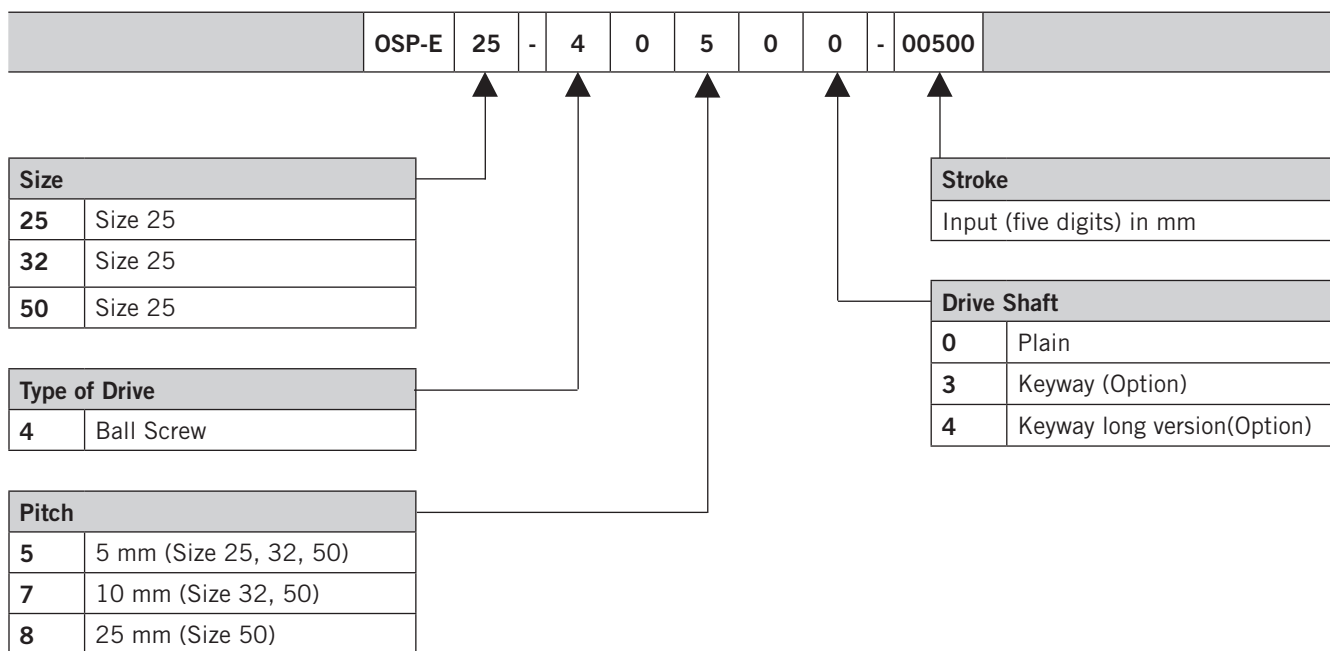 OSP-E 25 - 4 0 5 0 0 - 00500
Size
25 Size 25
32 Size 25
50 Size 25
Type of Drive
4 Ball Screw
Pitch
5 5 mm (Size 25, 32, 50)
7 10 mm (Size 32, 50)
8 25 mm (Size 50)
Stroke
Input (five digits) in mm
Drive Shaft
0 Plain
3 Keyway (Option)
4 Keyway long version(Option)